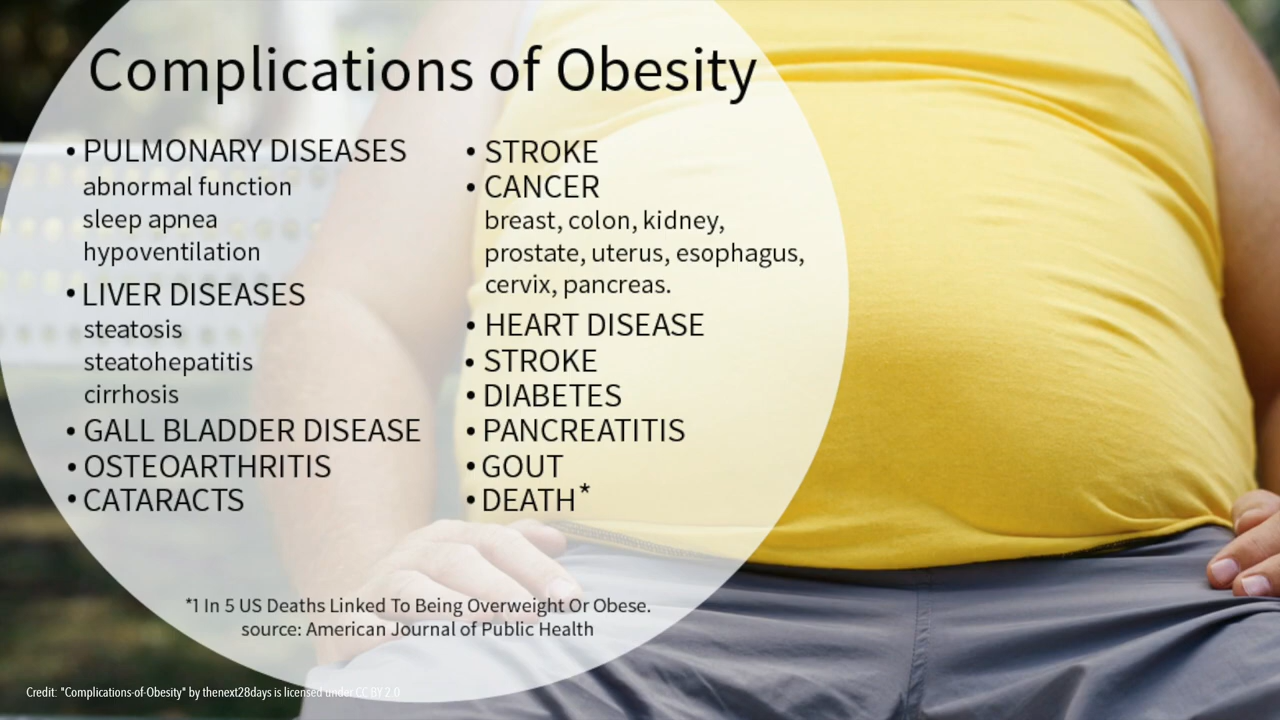 Complications of Obesity
• PULMONARY DISEASES
abnormal function
sleep apnea
hypoventilation
• LIVER DISEASES
steatosis
steatohepatitis
cirrhosis
• GALL BLADDER DISEASE
• OSTEOARTHRITIS
• CATARACTS
• STROKE
• CANCER
breast, colon, kidney,
prostate, uterus, esophagus,
cervix, pancreas.
• HEART DISEASE
• STROKE
• DIABETES
• PANCREATITIS
• GOUT
• DEATH*
*1 In 5 US Deaths Linked To Being Overweight Or Obese.
source: American Journal of Public Health
Credit: "Complications-of-Obesity" by thenext28days is licensed under CC BY 2.0